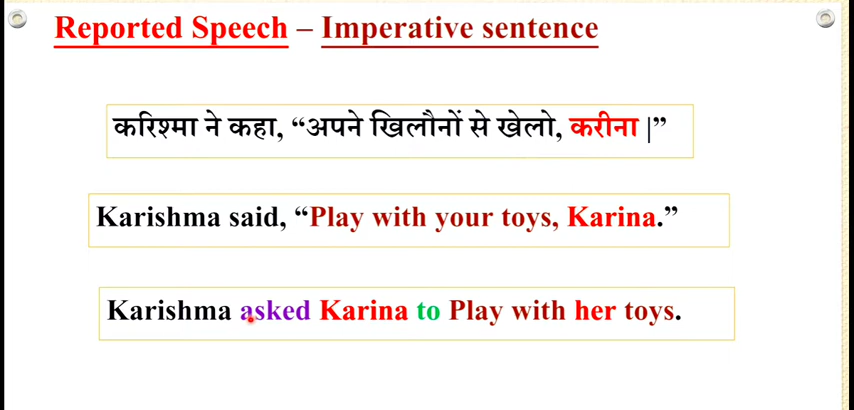 Reported Speech – Imperative sentence
करिश्मा ने कहा, “अपने खिलौनों से खेलो, करीना |”
Karishma said, “Play with your toys, Karina.”
Karishma asked Karina to Play with her toys.